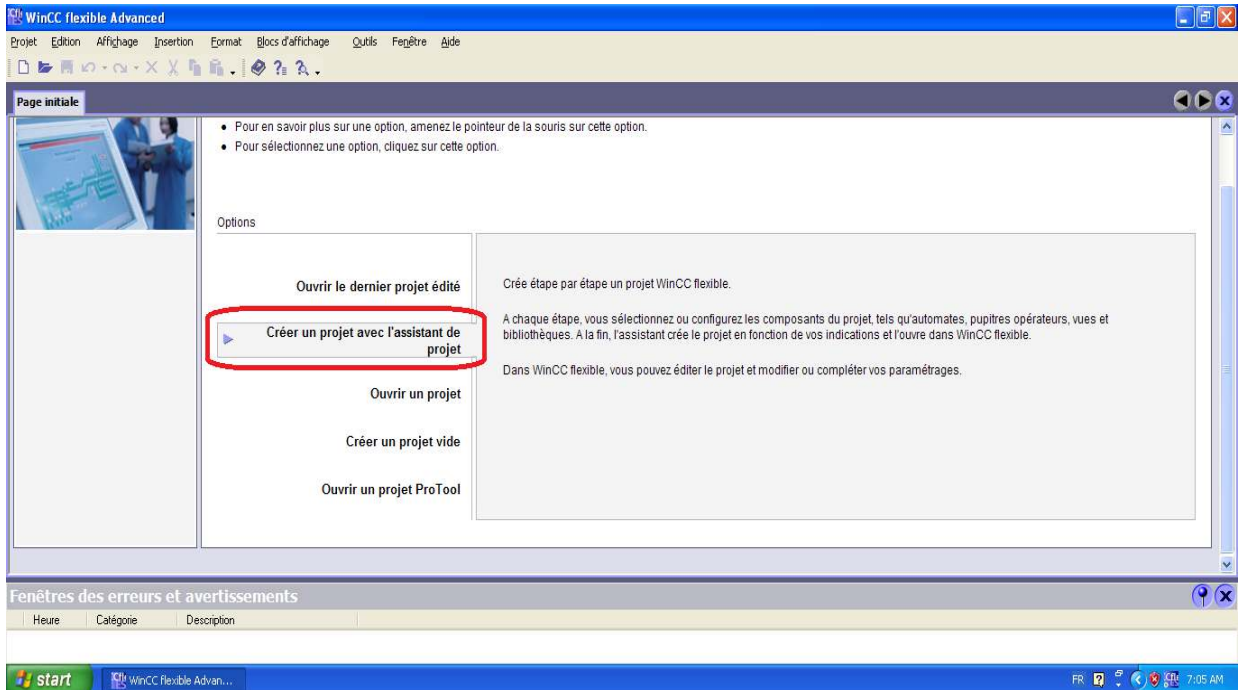 WinCC flexible Advanced
Projet Edition Affichage Insertion Format Blocs d'affichage Outils Fenêtre Aide
Page initiale
• Pour en savoir plus sur une option, amenez le pointeur de la souris sur cette option.
• Pour sélectionnez une option, cliquez sur cette option.
Options
Ouvrir le dernier projet édité
Créer un projet avec l'assistant de
projet
Ouvrir un projet
Créer un projet vide
Ouvrir un projet ProTool
Crée étape par étape un projet WinCC flexible.
A chaque étape, vous sélectionnez ou configurez les composants du projet, tels qu'automates, pupitres opérateurs, vues et
bibliothèques. A la fin, l'assistant crée le projet en fonction de vos indications et l'ouvre dans WinCC flexible.
Dans WinCC flexible, vous pouvez éditer le projet et modifier ou compléter vos paramétrages.
Fenêtres des erreurs et avertissements
Heure Catégorie Description
start WinCC flexible Advan... FR 7:05 AM